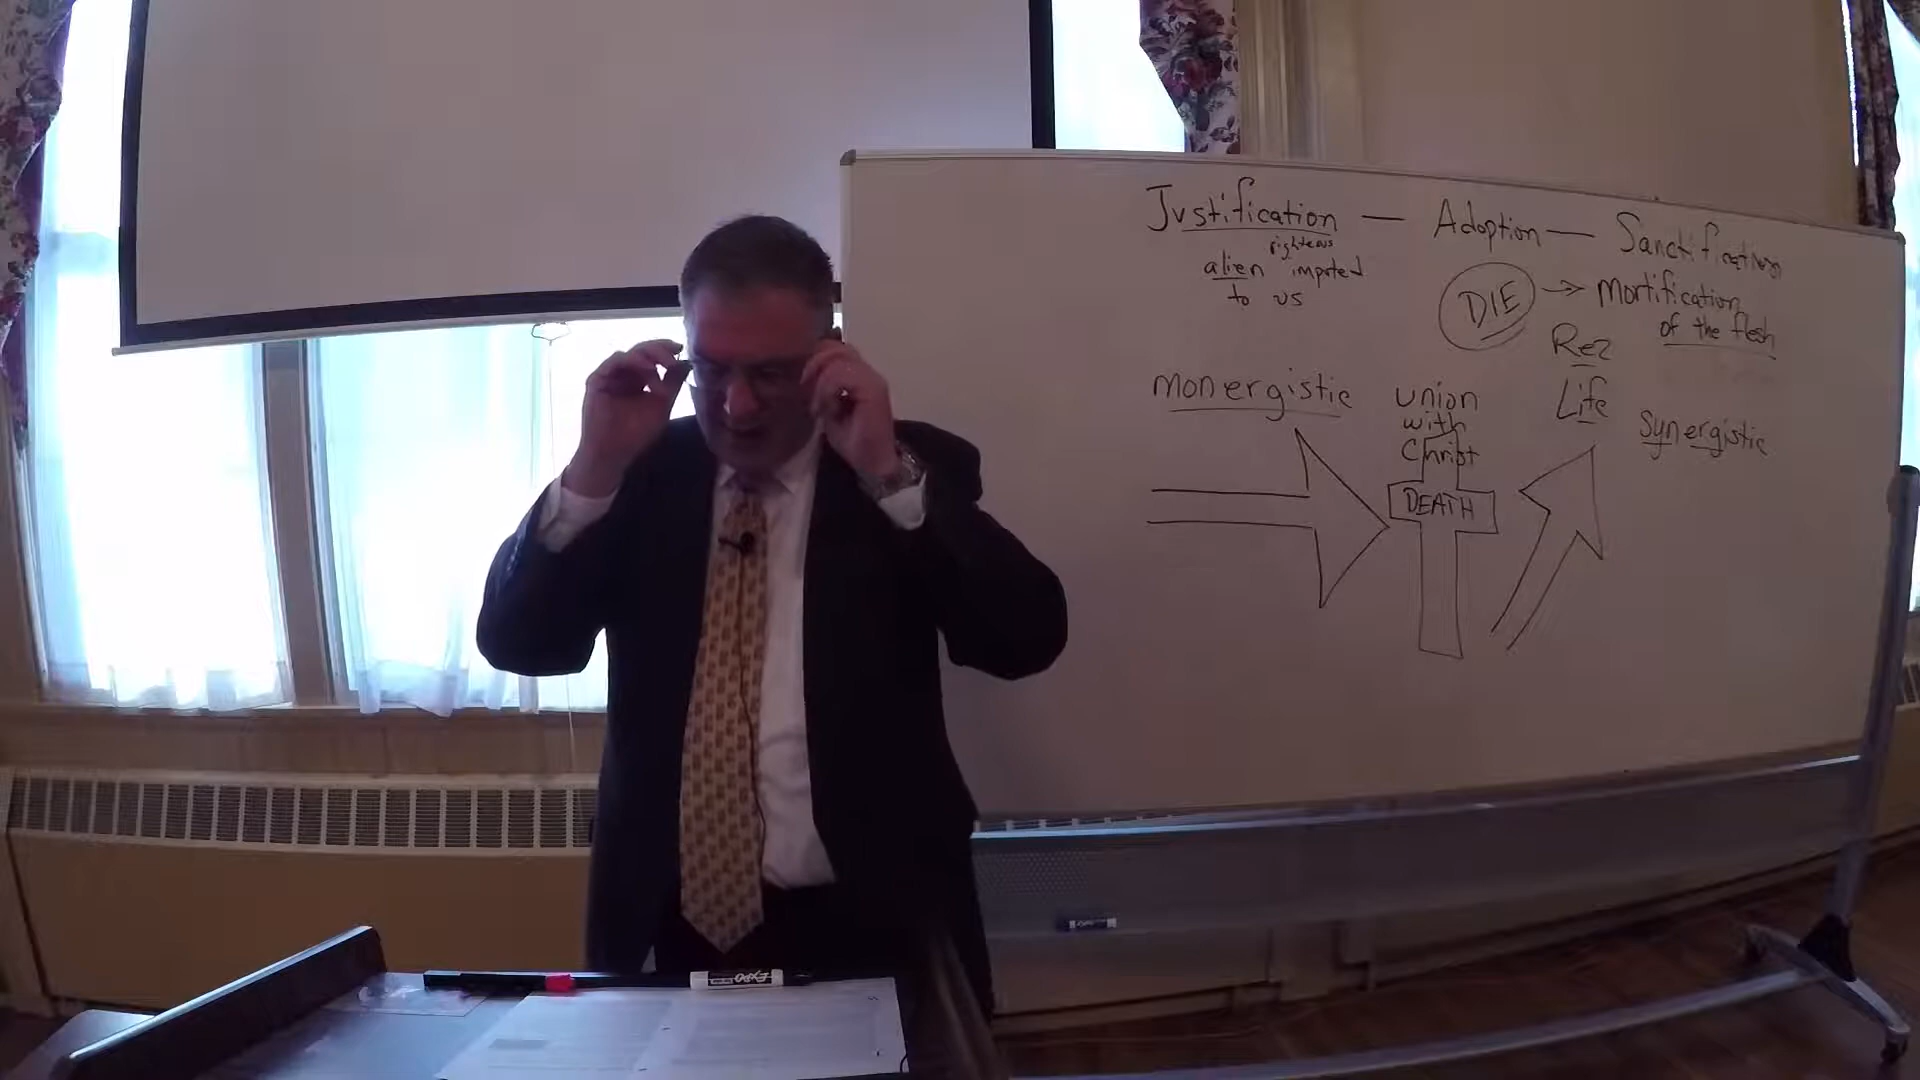 Justification — Adoption — Sanctification
righteous
alien imputed
to us
DIE → Mortification
of the flesh
Rez
Life
monergistic
union
with
Christ
DEATH
synergistic
EXPO